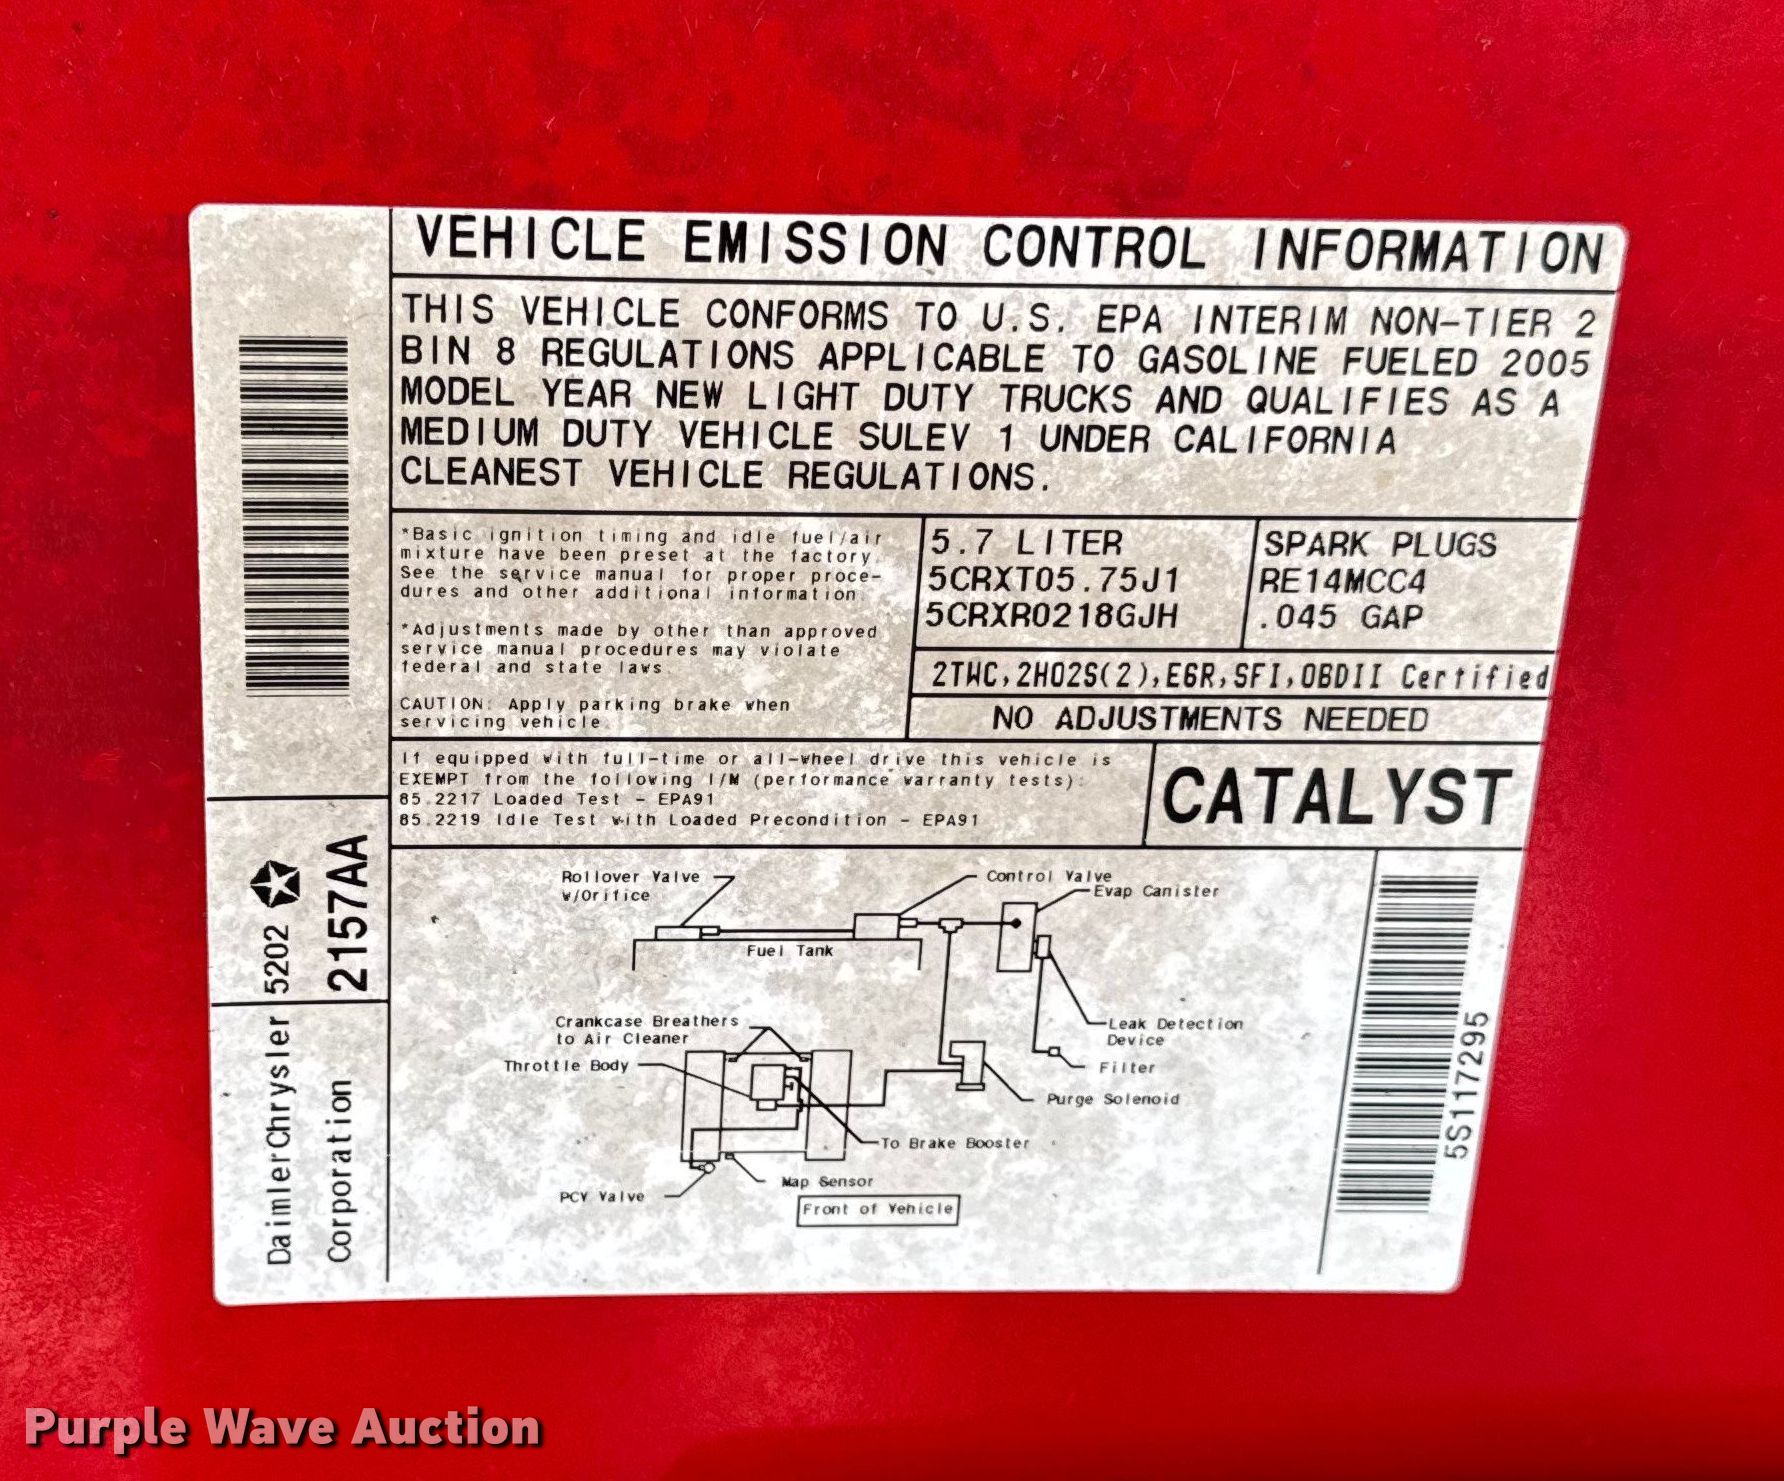 VEHICLE EMISSION CONTROL INFORMATION
THIS VEHICLE CONFORMS TO U.S. EPA INTERIM NON-TIER 2
BIN 8 REGULATIONS APPLICABLE TO GASOLINE FUELED 2005
MODEL YEAR NEW LIGHT DUTY TRUCKS AND QUALIFIES AS A
MEDIUM DUTY VEHICLE SULEV 1 UNDER CALIFORNIA
CLEANEST VEHICLE REGULATIONS.
*Basic ignition timing and idle fuel/air
mixture have been preset at the factory.
See the service manual for proper proce-
dures and other additional information.
*Adjustments made by other than approved
service manual procedures may violate
federal and state laws.
CAUTION: Apply parking brake when
servicing vehicle.
5.7 LITER
5CRXT05.75J1
5CRXR0218GJH
SPARK PLUGS
RE14MCC4
.045 GAP
2TWC,2HO2S(2),EGR,SFI,OBDII Certified
NO ADJUSTMENTS NEEDED
If equipped with full-time or all-wheel drive this vehicle is
EXEMPT from the following I/M (performance warranty tests):
85.2217 Loaded Test - EPA91
85.2219 Idle Test with Loaded Precondition - EPA91
CATALYST
Rollover Valve
w/Orifice
Control Valve
Evap Canister
Fuel Tank
Crankcase Breathers
to Air Cleaner
Throttle Body
Leak Detection
Device
Filter
Purge Solenoid
To Brake Booster
Map Sensor
PCV Valve
Front of Vehicle
DaimlerChrysler
Corporation
5202
2157AA
5S117295
Purple Wave Auction